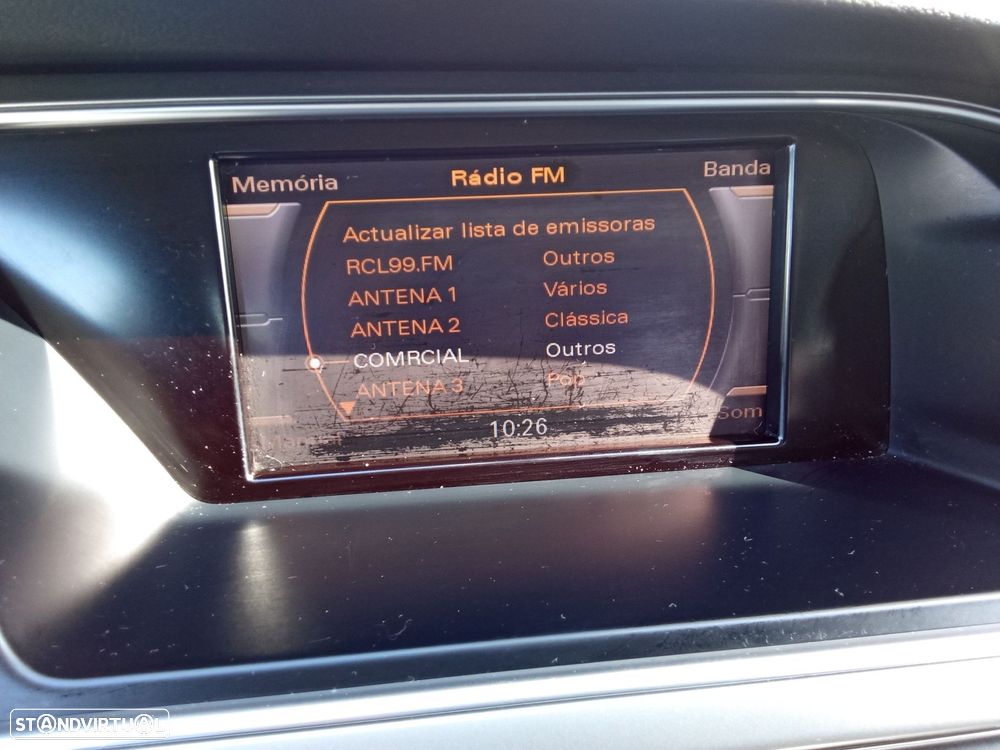 Memória Rádio FM Banda
Actualizar lista de emissoras
RCL99.FM Outros
ANTENA 1 Vários
ANTENA 2 Clássica
COMRCIAL Outros
ANTENA 3 Pop
Som
10:26
STANDVIRTUAL